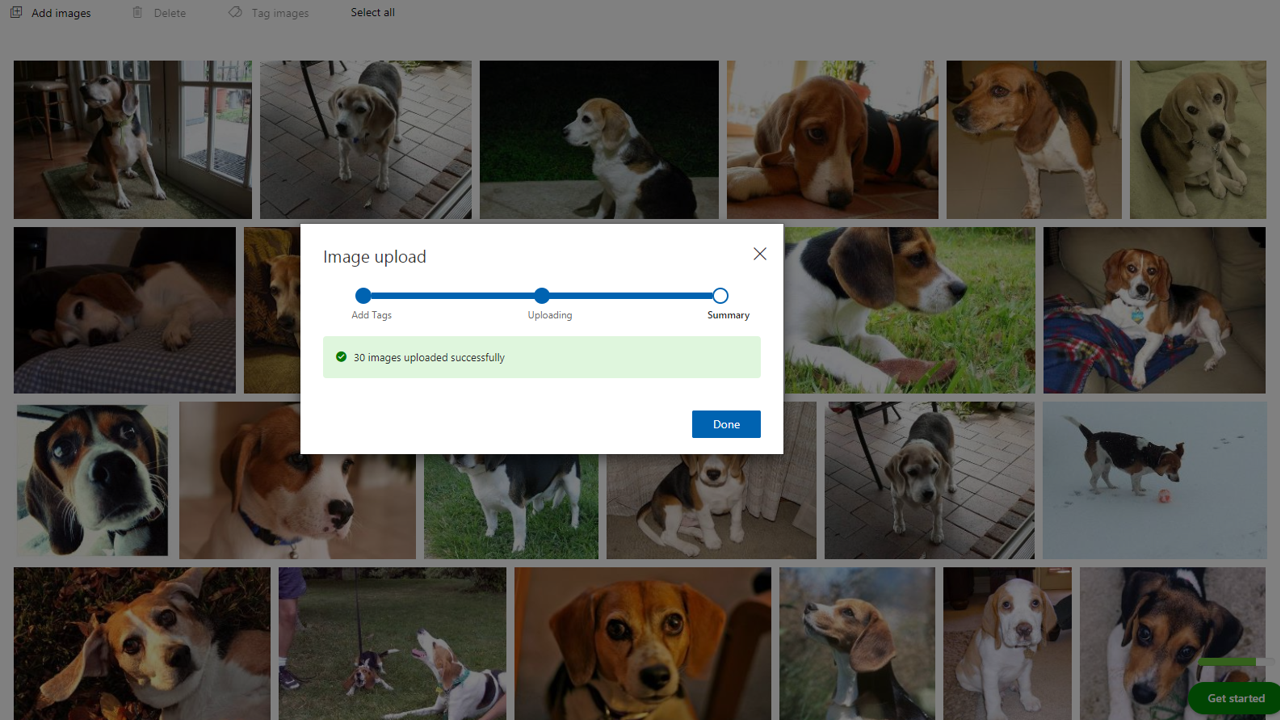 Add images
Delete
Tag images
Select all
Image upload
Add Tags
Uploading
Summary
30 images uploaded successfully
Done
Get started